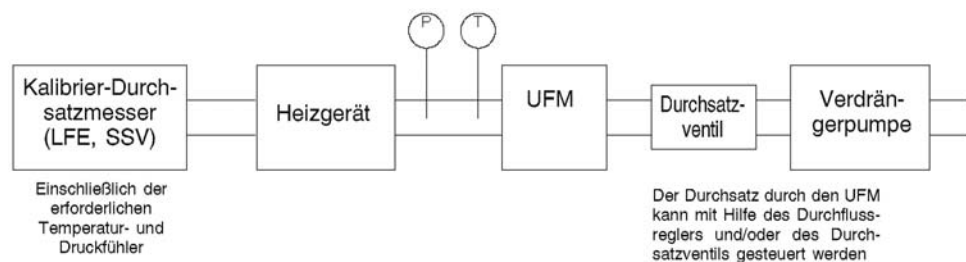 P T
Kalibrier-Durch-
satzmesser
(LFE, SSV)
Heizgerät
UFM
Durchsatz-
ventil
Verdrän-
gerpumpe
Einschließlich der
erforderlichen
Temperatur- und
Druckfühler
Der Durchsatz durch den UFM
kann mit Hilfe des Durchfluss-
reglers und/oder des Durch-
satzventils gesteuert werden